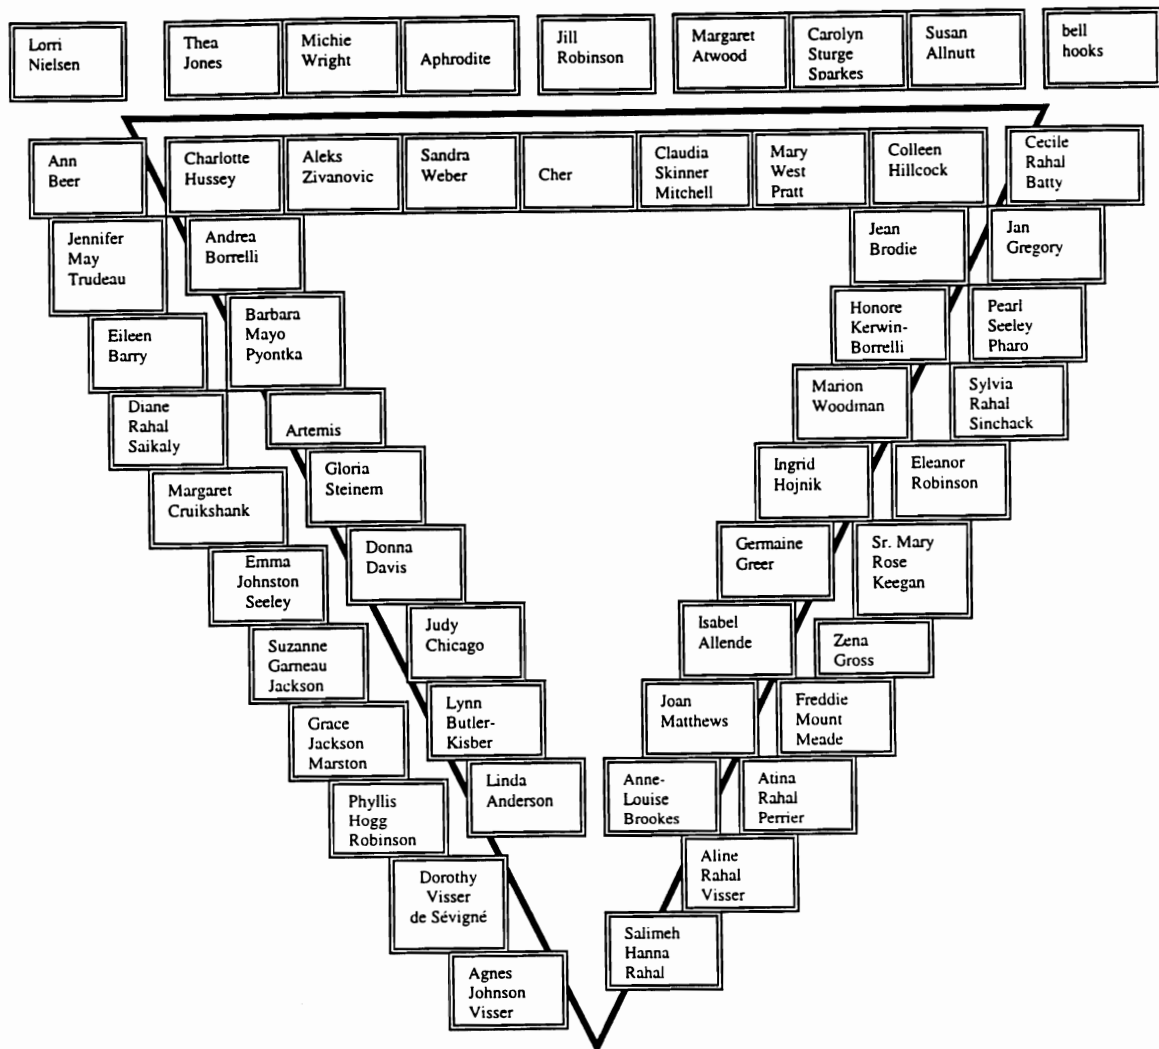 Lorri
Nielsen
Thea
Jones
Michie
Wright
Aphrodite
Jill
Robinson
Margaret
Atwood
Carolyn
Sturge
Sparkes
Susan
Allnutt
bell
hooks
Ann
Beer
Charlotte
Hussey
Aleks
Zivanovic
Sandra
Weber
Cher
Claudia
Skinner
Mitchell
Mary
West
Pratt
Colleen
Hillcock
Cecile
Rahal
Batty
Jennifer
May
Trudeau
Andrea
Borrelli
Jean
Brodie
Jan
Gregory
Eileen
Barry
Barbara
Mayo
Pyontka
Honore
Kerwin-
Borrelli
Pearl
Seeley
Pharo
Diane
Rahal
Saikaly
Artemis
Marion
Woodman
Sylvia
Rahal
Sinchack
Margaret
Cruikshank
Gloria
Steinem
Ingrid
Hojnik
Eleanor
Robinson
Emma
Johnston
Seeley
Donna
Davis
Germaine
Greer
Sr. Mary
Rose
Keegan
Suzanne
Garneau
Jackson
Judy
Chicago
Isabel
Allende
Zena
Gross
Grace
Jackson
Marston
Lynn
Butler-
Kisber
Joan
Matthews
Freddie
Mount
Meade
Phyllis
Hogg
Robinson
Linda
Anderson
Anne-
Louise
Brookes
Atina
Rahal
Perrier
Dorothy
Visser
de Sévigné
Aline
Rahal
Visser
Agnes
Johnson
Visser
Salimeh
Hanna
Rahal